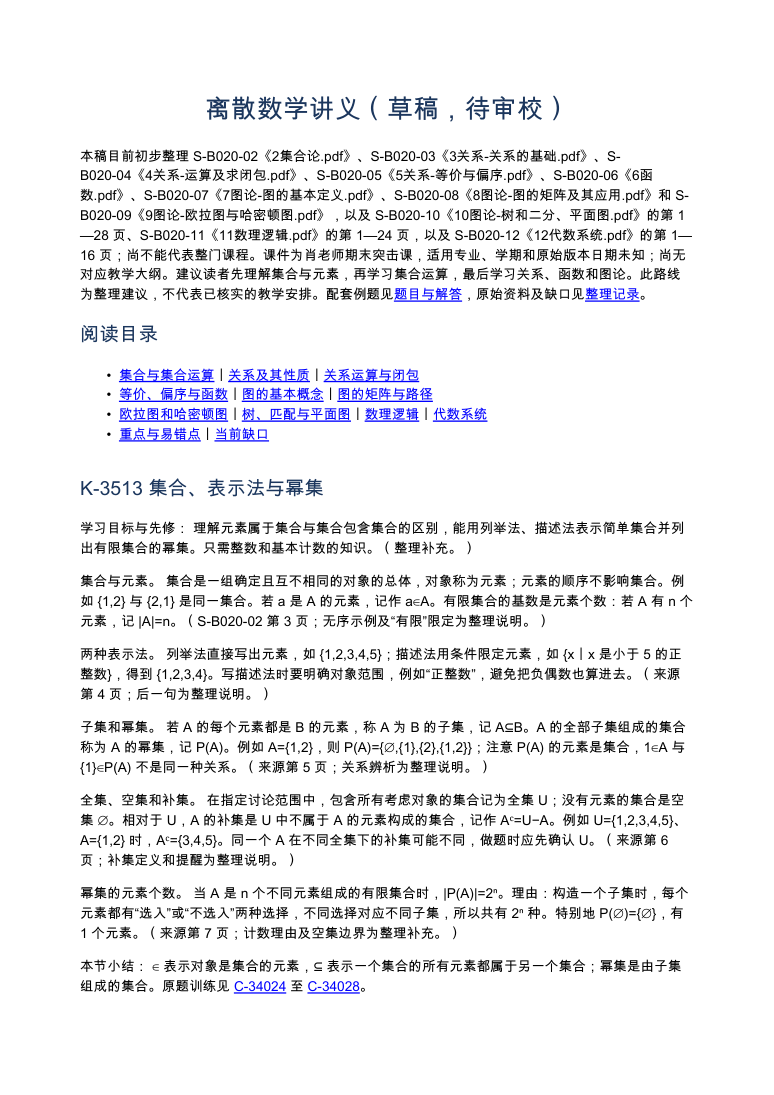 离散数学讲义（草稿，待审校）
本稿目前初步整理 S-B020-02《2集合论.pdf》、S-B020-03《3关系-关系的基础.pdf》、S-
B020-04《4关系-运算及求闭包.pdf》、S-B020-05《5关系-等价与偏序.pdf》、S-B020-06《6函
数.pdf》、S-B020-07《7图论-图的基本定义.pdf》、S-B020-08《8图论-图的矩阵及其应用.pdf》和 S-
B020-09《9图论-欧拉图与哈密顿图.pdf》，以及 S-B020-10《10图论-树和二分、平面图.pdf》的第 1
—28 页、S-B020-11《11数理逻辑.pdf》的第 1—24 页，以及 S-B020-12《12代数系统.pdf》的第 1—
16 页；尚不能代表整门课程。课件为肖老师期末突击课，适用专业、学期和原始版本日期未知；尚无
对应教学大纲。建议读者先理解集合与元素，再学习集合运算，最后学习关系、函数和图论。此路线
为整理建议，不代表已核实的教学安排。配套例题见题目与解答，原始资料及缺口见整理记录。
阅读目录
• 集合与集合运算｜关系及其性质｜关系运算与闭包
• 等价、偏序与函数｜图的基本概念｜图的矩阵与路径
• 欧拉图和哈密顿图｜树、匹配与平面图｜数理逻辑｜代数系统
• 重点与易错点｜当前缺口
K-3513 集合、表示法与幂集
学习目标与先修： 理解元素属于集合与集合包含集合的区别，能用列举法、描述法表示简单集合并列
出有限集合的幂集。只需整数和基本计数的知识。（整理补充。）
集合与元素。 集合是一组确定且互不相同的对象的总体，对象称为元素；元素的顺序不影响集合。例
如 {1,2} 与 {2,1} 是同一集合。若 a 是 A 的元素，记作 a∈A。有限集合的基数是元素个数：若 A 有 n 个
元素，记 |A|=n。（S-B020-02 第 3 页；无序示例及“有限”限定为整理说明。）
两种表示法。 列举法直接写出元素，如 {1,2,3,4,5}；描述法用条件限定元素，如 {x｜x 是小于 5 的正
整数}，得到 {1,2,3,4}。写描述法时要明确对象范围，例如“正整数”，避免把负偶数也算进去。（来源
第 4 页；后一句为整理说明。）
子集和幂集。 若 A 的每个元素都是 B 的元素，称 A 为 B 的子集，记 A⊆B。A 的全部子集组成的集合
称为 A 的幂集，记 P(A)。例如 A={1,2}，则 P(A)={∅,{1},{2},{1,2}}；注意 P(A) 的元素是集合，1∈A 与
{1}∈P(A) 不是同一种关系。（来源第 5 页；关系辨析为整理说明。）
全集、空集和补集。 在指定讨论范围中，包含所有考虑对象的集合记为全集 U；没有元素的集合是空
集 ∅。相对于 U，A 的补集是 U 中不属于 A 的元素构成的集合，记作 Aᶜ=U−A。例如 U={1,2,3,4,5}、
A={1,2} 时，Aᶜ={3,4,5}。同一个 A 在不同全集下的补集可能不同，做题时应先确认 U。（来源第 6
页；补集定义和提醒为整理说明。）
幂集的元素个数。 当 A 是 n 个不同元素组成的有限集合时，|P(A)|=2ⁿ。理由：构造一个子集时，每个
元素都有“选入”或“不选入”两种选择，不同选择对应不同子集，所以共有 2ⁿ 种。特别地 P(∅)={∅}，有
1 个元素。（来源第 7 页；计数理由及空集边界为整理补充。）
本节小结： ∈ 表示对象是集合的元素，⊆ 表示一个集合的所有元素都属于另一个集合；幂集是由子集
组成的集合。原题训练见 C-34024 至 C-34028。